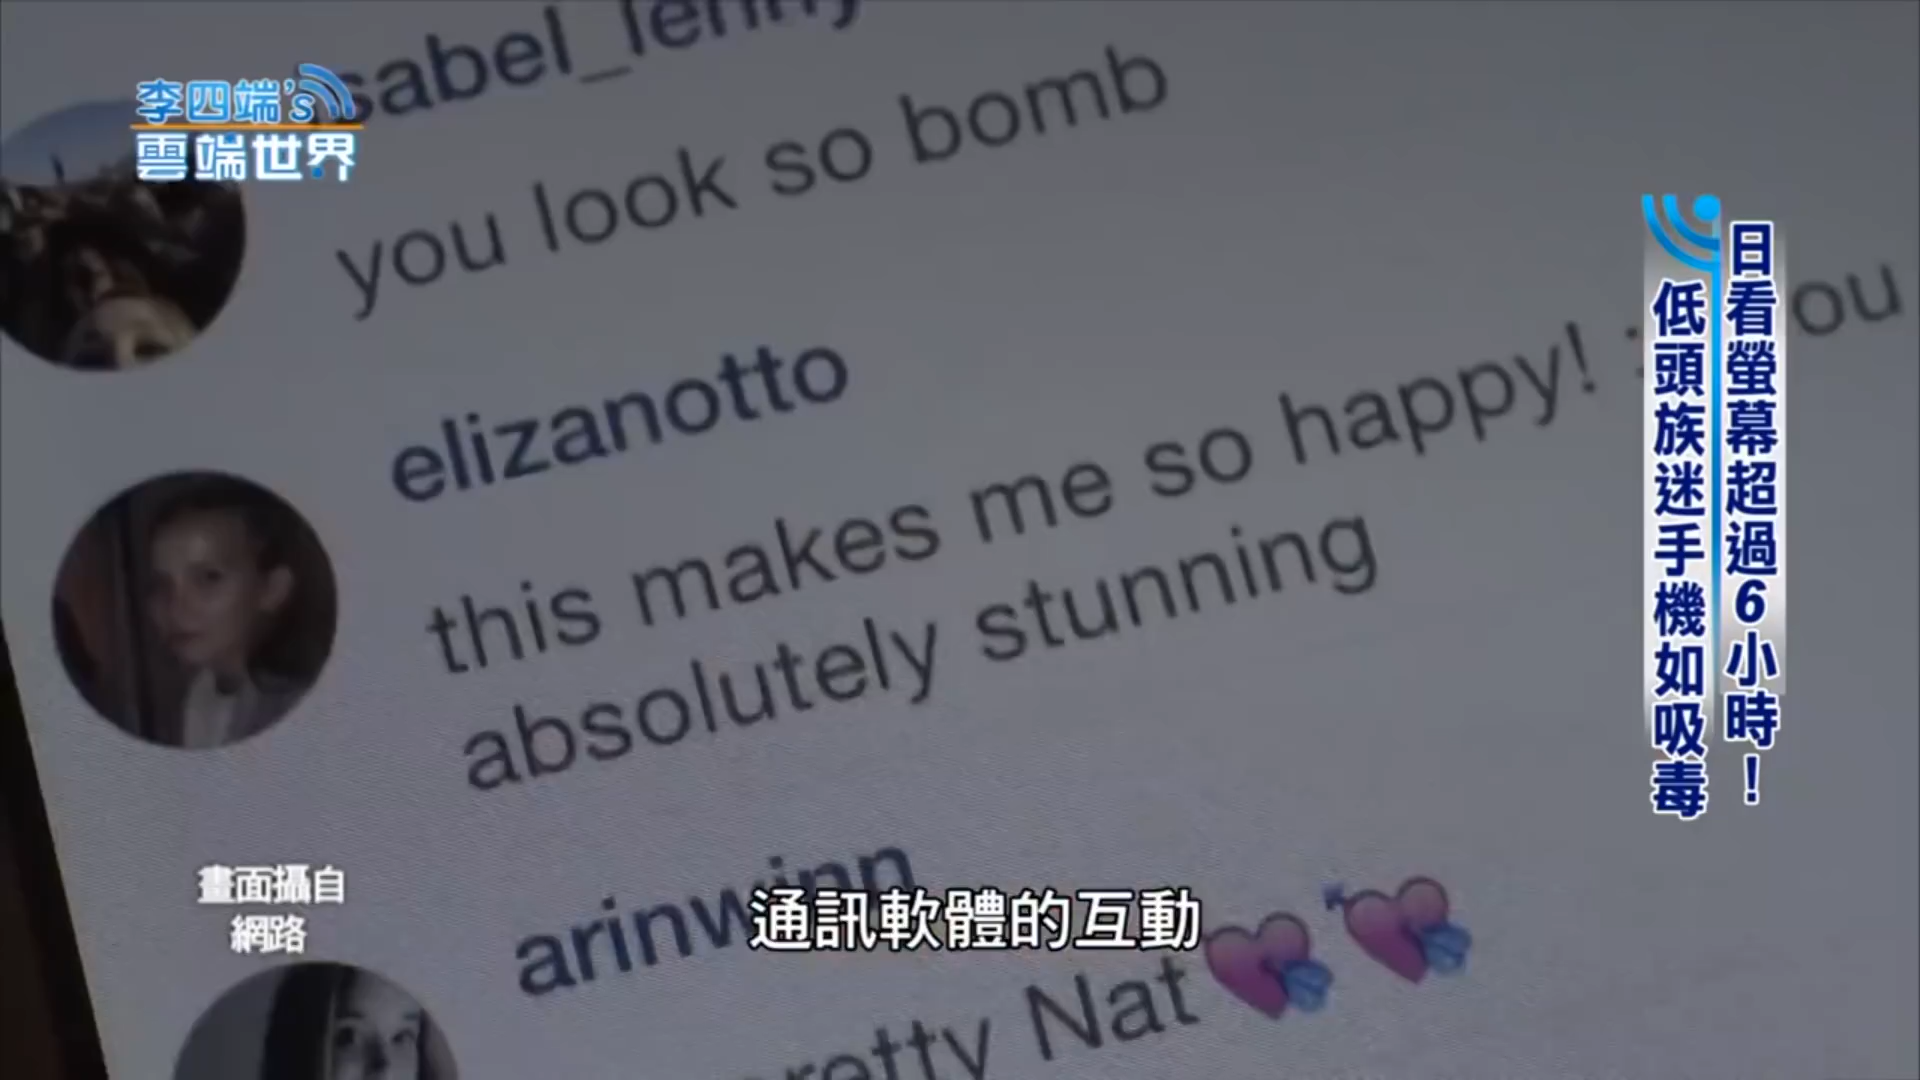 李四端's
雲端世界
you look so bomb
elizanotto
this makes me so happy!
absolutely stunning
日看螢幕超過6小時！
低頭族迷手機如吸毒
畫面攝自
網路
通訊軟體的互動
Nat